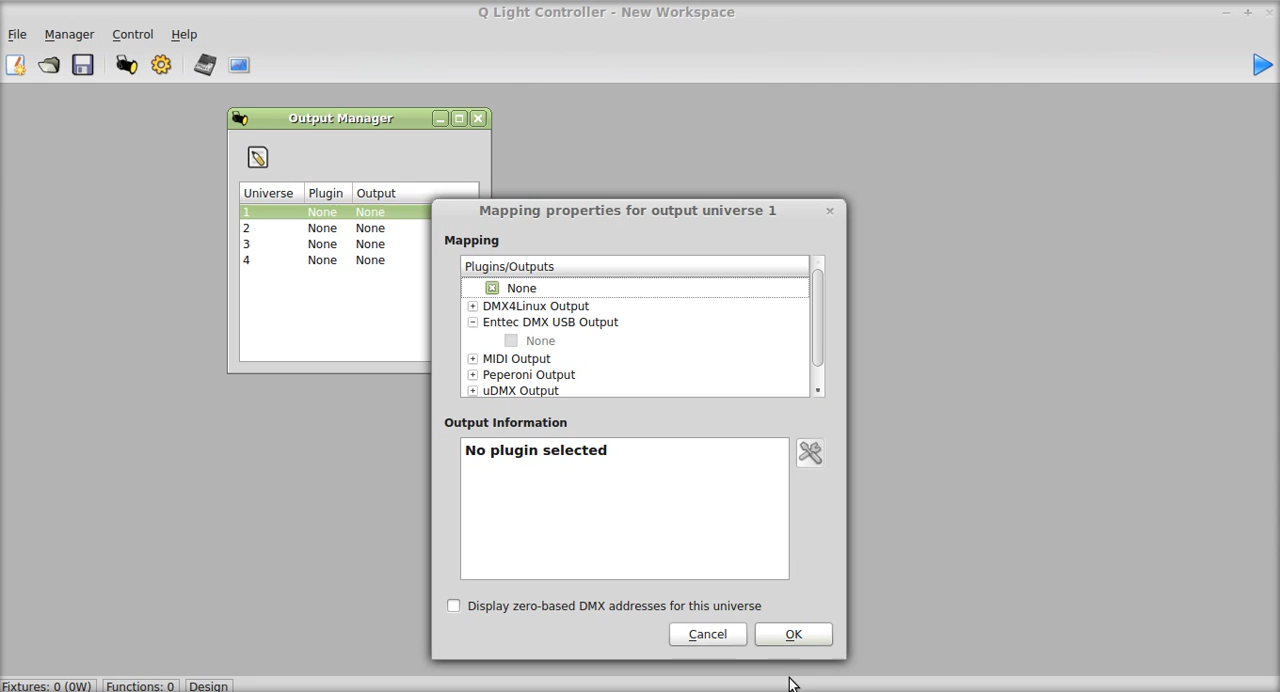 Q Light Controller - New Workspace
File Manager Control Help
Output Manager
Universe Plugin Output
1 None None
2 None None
3 None None
4 None None
Mapping properties for output universe 1
Mapping
Plugins/Outputs
None
DMX4Linux Output
Enttec DMX USB Output
None
MIDI Output
Peperoni Output
uDMX Output
Output Information
No plugin selected
Display zero-based DMX addresses for this universe
Cancel OK
Fixtures: 0 (0W) Functions: 0 Design